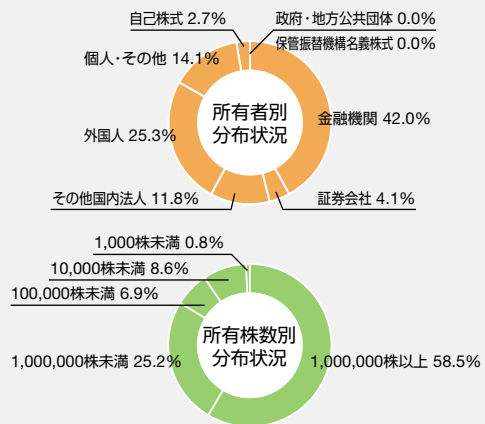 自己株式 2.7%
政府・地方公共団体 0.0%
保管振替機構名義株式 0.0%
個人・その他 14.1%
所有者別
分布状況
金融機関 42.0%
外国人 25.3%
その他国内法人 11.8%
証券会社 4.1%
1,000株未満 0.8%
10,000株未満 8.6%
100,000株未満 6.9%
所有株数別
分布状況
1,000,000株未満 25.2%
1,000,000株以上 58.5%